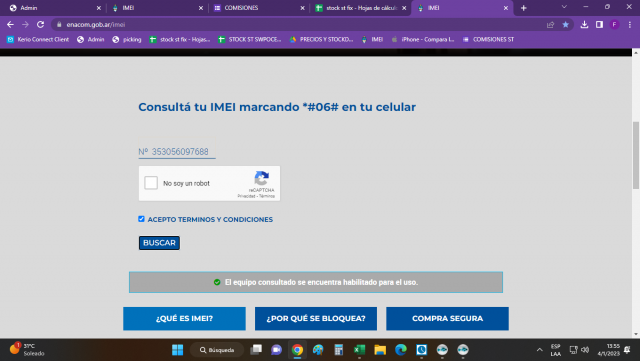 Admin
IMEI
COMISIONES
stock st fix - Hojas de cálcul
IMEI
enacom.gob.ar/imei
Kerio Connect Client
Admin
picking
stock st fix - Hojas...
STOCK ST SWPOCE...
PRECIOS Y STOCKD...
IMEI
iPhone - Compara l...
COMISIONES ST
Consultá tu IMEI marcando *#06# en tu celular
Nº 353056097688
No soy un robot
reCAPTCHA
Privacidad - Términos
ACEPTO TERMINOS Y CONDICIONES
BUSCAR
El equipo consultado se encuentra habilitado para el uso.
¿QUÉ ES IMEI?
¿POR QUÉ SE BLOQUEA?
COMPRA SEGURA
1
31°C
Soleado
Búsqueda
ESP
LAA
13:55
4/1/2023